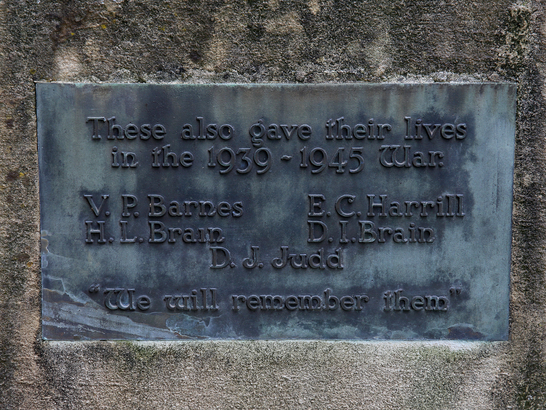 These also gave their lives
in the 1939 - 1945 War.
V. P. Barnes E. C. Harrill
H. L. Brain D. I. Brain
D. J. Judd
"We will remember them"